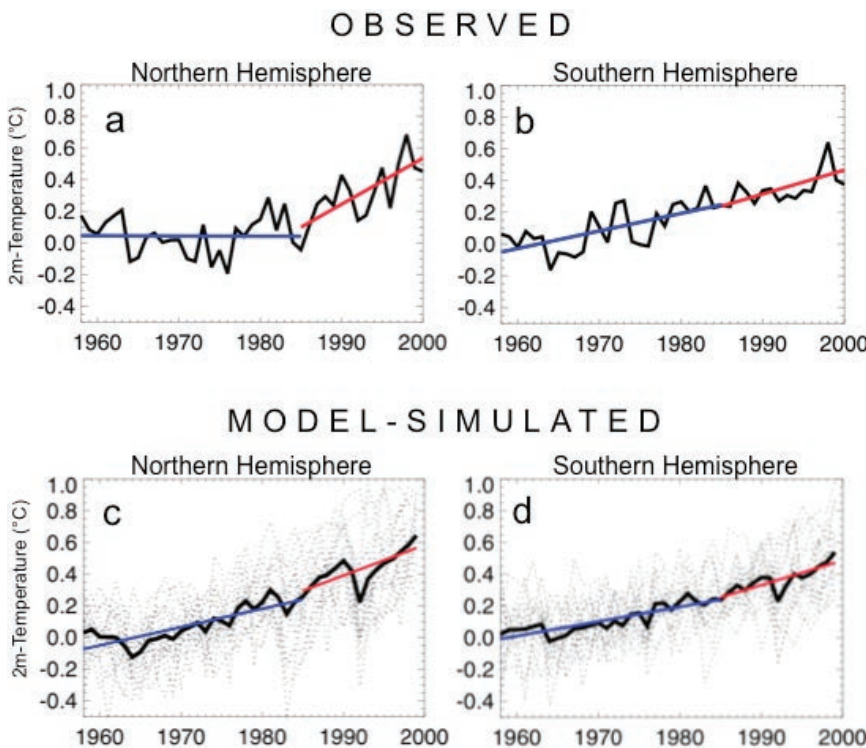 OBSERVED
Northern Hemisphere
Southern Hemisphere
2m-Temperature (°C)
1.0
0.8
0.6
0.4
0.2
0.0
-0.2
-0.4
a
1960 1970 1980 1990 2000
1.0
0.8
0.6
0.4
0.2
0.0
-0.2
-0.4
b
1960 1970 1980 1990 2000
MODEL-SIMULATED
Northern Hemisphere
Southern Hemisphere
2m-Temperature (°C)
1.0
0.8
0.6
0.4
0.2
0.0
-0.2
-0.4
c
1960 1970 1980 1990 2000
1.0
0.8
0.6
0.4
0.2
0.0
-0.2
-0.4
d
1960 1970 1980 1990 2000